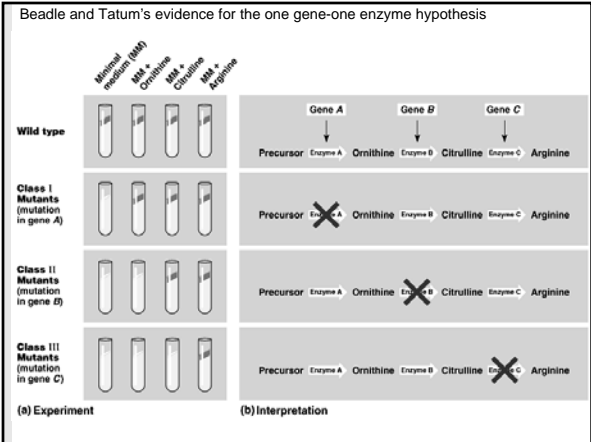 Beadle and Tatum's evidence for the one gene-one enzyme hypothesis
Minimal
medium (MM)
MM +
Ornithine
MM +
Citrulline
MM +
Arginine
Wild type
Gene A
Gene B
Gene C
Precursor Enzyme A Ornithine Enzyme B Citrulline Enzyme C Arginine
Class I
Mutants
(mutation
in gene A)
Precursor Enzyme A Ornithine Enzyme B Citrulline Enzyme C Arginine
Class II
Mutants
(mutation
in gene B)
Precursor Enzyme A Ornithine Enzyme B Citrulline Enzyme C Arginine
Class III
Mutants
(mutation
in gene C)
Precursor Enzyme A Ornithine Enzyme B Citrulline Enzyme C Arginine
(a) Experiment
(b) Interpretation